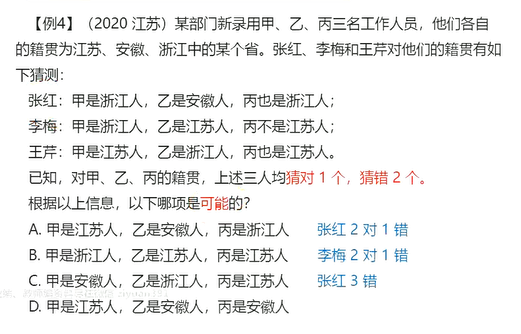 【例4】(2020 江苏) 某部门新录用甲、乙、丙三名工作人员，他们各自
的籍贯为江苏、安徽、浙江中的某个省。张红、李梅和王芹对他们的籍贯有如
下猜测：
张红：甲是浙江人，乙是安徽人，丙也是浙江人；
李梅：甲是浙江人，乙是江苏人，丙不是江苏人；
王芹：甲是江苏人，乙是浙江人，丙也是江苏人。
已知，对甲、乙、丙的籍贯，上述三人均猜对 1 个，猜错 2 个。
根据以上信息，以下哪项是可能的？
A. 甲是江苏人，乙是安徽人，丙是浙江人 张红 2 对 1 错
B. 甲是浙江人，乙是江苏人，丙是江苏人 李梅 2 对 1 错
C. 甲是安徽人，乙是浙江人，丙是江苏人 张红 3 错
D. 甲是江苏人，乙是安徽人，丙是安徽人